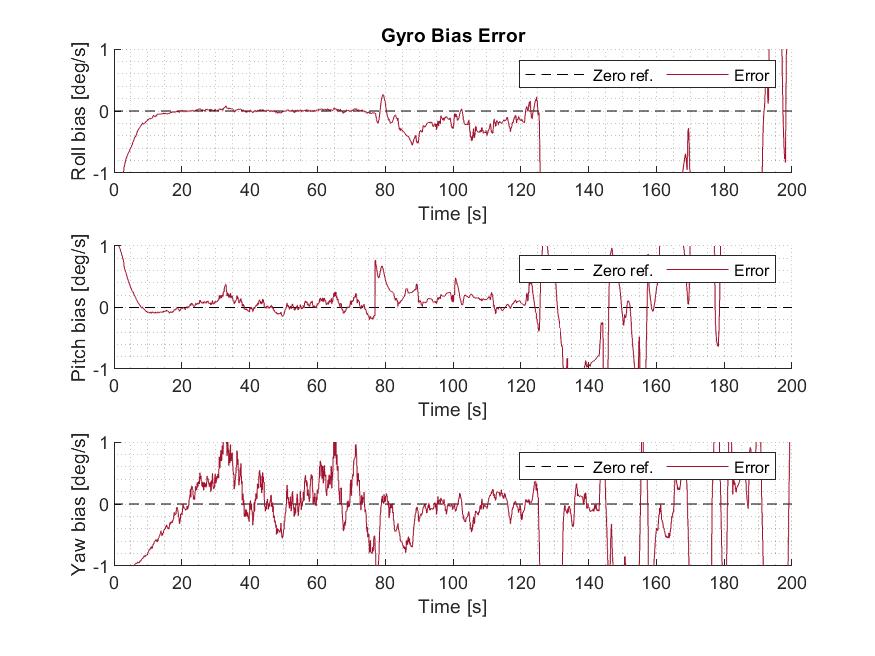 Gyro Bias Error
Roll bias [deg/s]
1
0
-1
Zero ref. Error
0 20 40 60 80 100 120 140 160 180 200
Time [s]
Pitch bias [deg/s]
1
0
-1
Zero ref. Error
0 20 40 60 80 100 120 140 160 180 200
Time [s]
Yaw bias [deg/s]
1
0
-1
Zero ref. Error
0 20 40 60 80 100 120 140 160 180 200
Time [s]